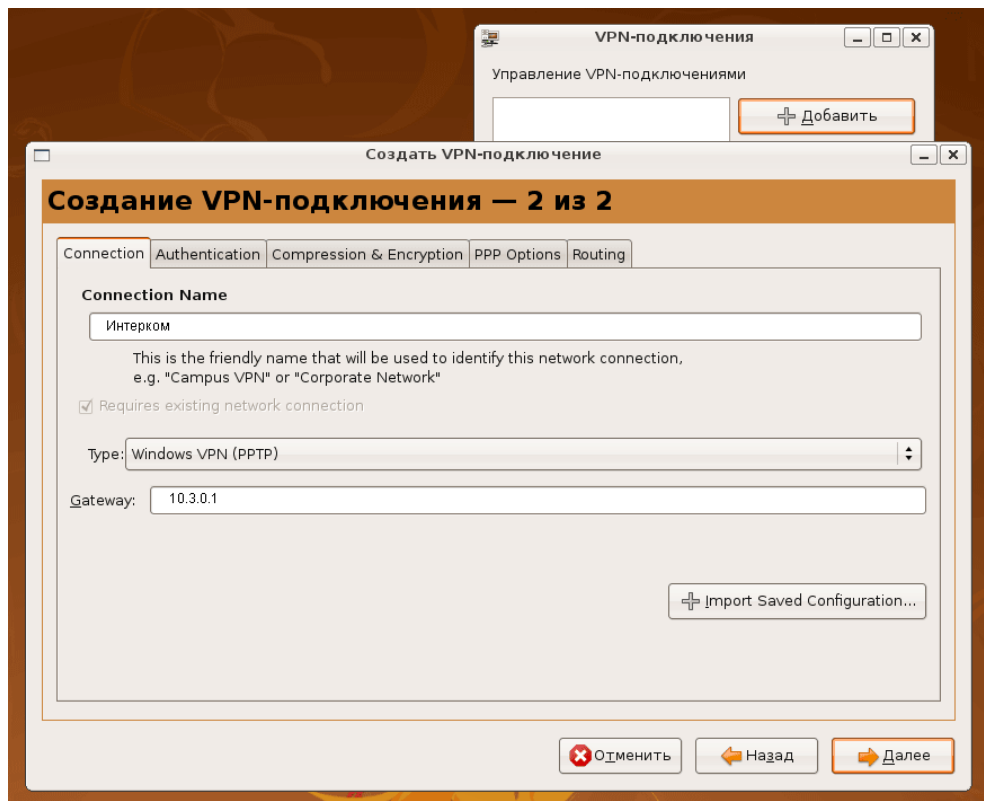 VPN-подключения
Управление VPN-подключениями
Добавить
Создать VPN-подключение
Создание VPN-подключения — 2 из 2
Connection Authentication Compression & Encryption PPP Options Routing
Connection Name
Интерком
This is the friendly name that will be used to identify this network connection,
e.g. "Campus VPN" or "Corporate Network"
Requires existing network connection
Type: Windows VPN (PPTP)
Gateway: 10.3.0.1
Import Saved Configuration...
Отменить Назад Далее